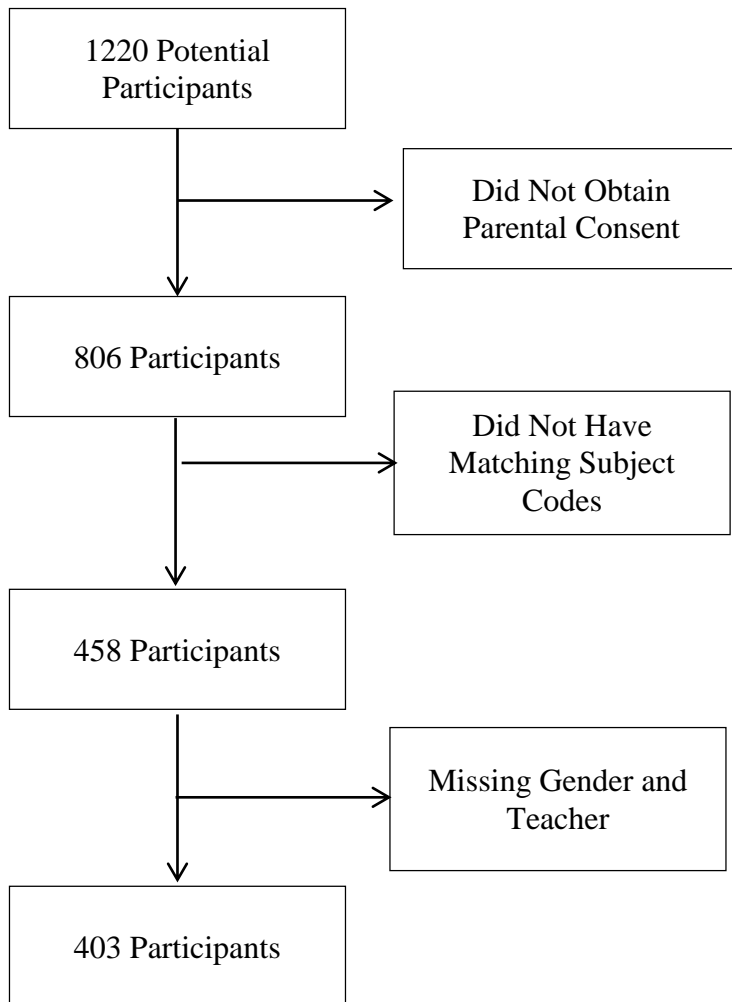 1220 Potential
Participants
Did Not Obtain
Parental Consent
806 Participants
Did Not Have
Matching Subject
Codes
458 Participants
Missing Gender and
Teacher
403 Participants